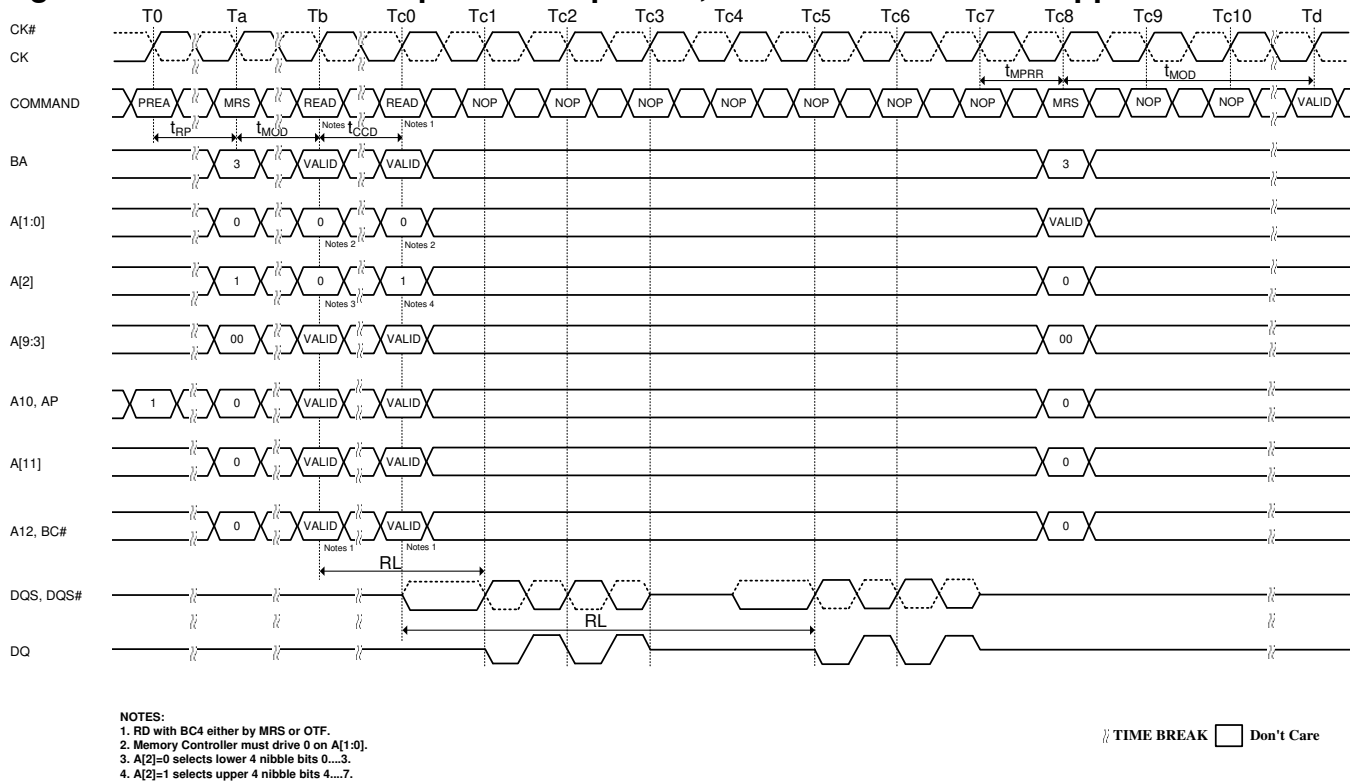 T0 Ta Tb Tc0 Tc1 Tc2 Tc3 Tc4 Tc5 Tc6 Tc7 Tc8 Tc9 Tc10 Td
CK#
CK
tMPRR tMOD
COMMAND PREA MRS READ READ NOP NOP NOP NOP NOP NOP NOP MRS NOP NOP VALID
Notes 1 Notes 1
tRP tMOD tCCD
BA 3 VALID VALID 3
A[1:0] 0 0 0 VALID
Notes 2 Notes 2
A[2] 1 0 1 0
Notes 3 Notes 4
A[9:3] 00 VALID VALID 00
A10, AP 1 0 VALID VALID 0
A[11] 0 VALID VALID 0
A12, BC# 0 VALID VALID 0
Notes 1 Notes 1
RL
DQS, DQS#
RL
DQ
NOTES:
1. RD with BC4 either by MRS or OTF.
2. Memory Controller must drive 0 on A[1:0].
3. A[2]=0 selects lower 4 nibble bits 0....3.
4. A[2]=1 selects upper 4 nibble bits 4....7.
TIME BREAK Don't Care